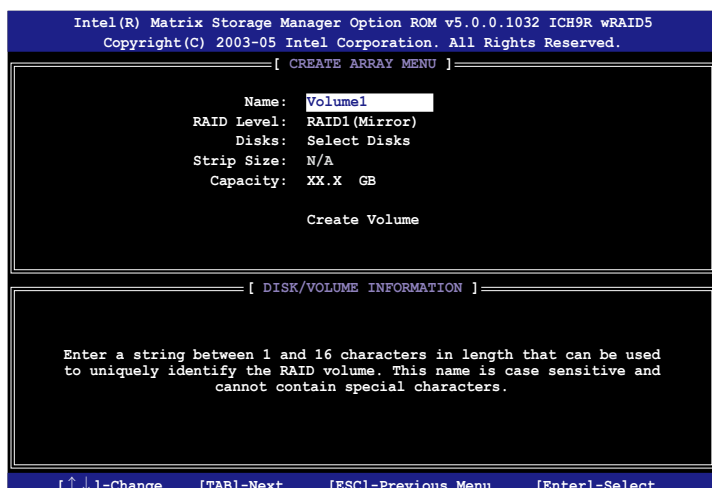 Intel(R) Matrix Storage Manager Option ROM v5.0.0.1032 ICH9R wRAID5
Copyright(C) 2003-05 Intel Corporation. All Rights Reserved.
[ CREATE ARRAY MENU ]
Name: Volume1
RAID Level: RAID1(Mirror)
Disks: Select Disks
Strip Size: N/A
Capacity: XX.X GB
Create Volume
[ DISK/VOLUME INFORMATION ]
Enter a string between 1 and 16 characters in length that can be used
to uniquely identify the RAID volume. This name is case sensitive and
cannot contain special characters.
[↑↓]-Change [TAB]-Next [ESC]-Previous Menu [Enter]-Select